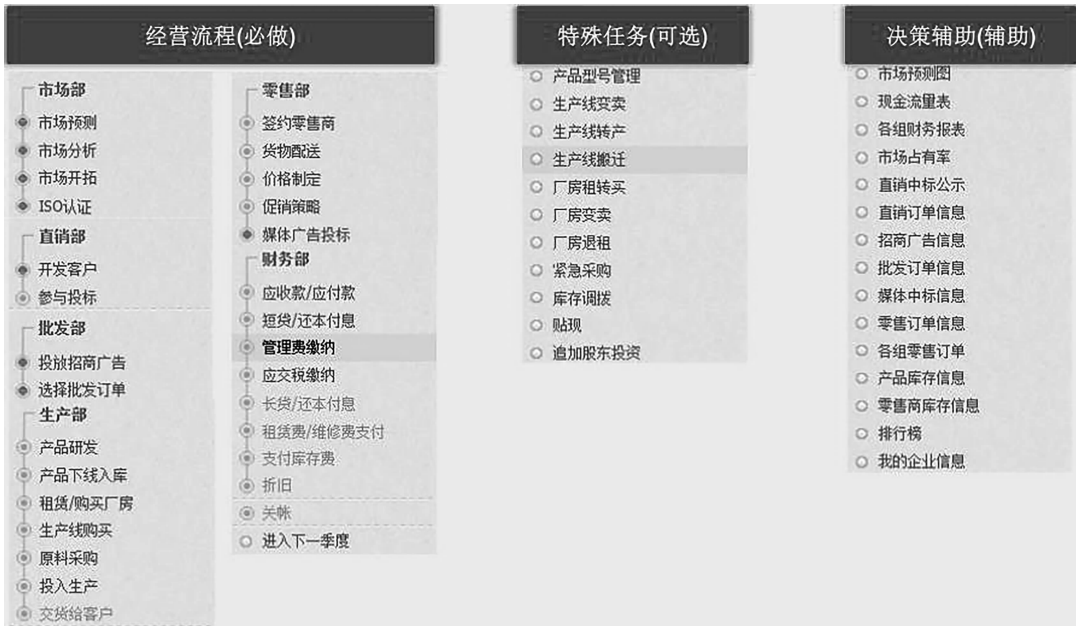 经营流程(必做)
市场部
市场预测
市场分析
市场开拓
ISO认证
直销部
开发客户
参与投标
批发部
投放招商广告
选择批发订单
生产部
产品研发
产品下线入库
租赁/购买厂房
生产线购买
原料采购
投入生产
交货给客户
零售部
签约零售商
货物配送
价格制定
促销策略
媒体广告投标
财务部
应收款/应付款
短贷/还本付息
管理费缴纳
应交税缴纳
长贷/还本付息
租赁费/维修费支付
支付库存费
折旧
关帐
进入下一季度
特殊任务(可选)
产品型号管理
生产线变卖
生产线转产
生产线搬迁
厂房租转买
厂房变卖
厂房退租
紧急采购
库存调拨
贴现
追加股东投资
决策辅助(辅助)
市场预测图
现金流量表
各组财务报表
市场占有率
直销中标公示
直销订单信息
招商广告信息
批发订单信息
媒体中标信息
零售订单信息
各组零售订单
产品库存信息
零售商库存信息
排行榜
我的企业信息